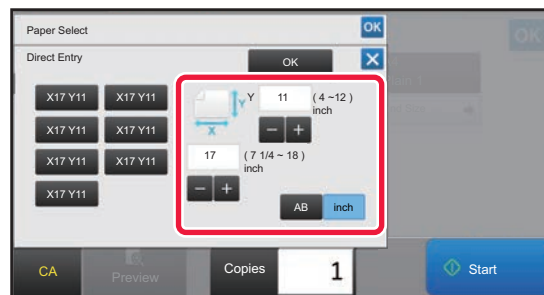 Paper Select OK
Direct Entry OK
X17 Y11 X17 Y11
X17 Y11 X17 Y11
X17 Y11 X17 Y11
X17 Y11
Y 11 ( 4 ~12 )
inch
Y
X
17 ( 7 1/4 ~ 18 )
inch
AB inch
OK
CA Preview Copies 1 Start